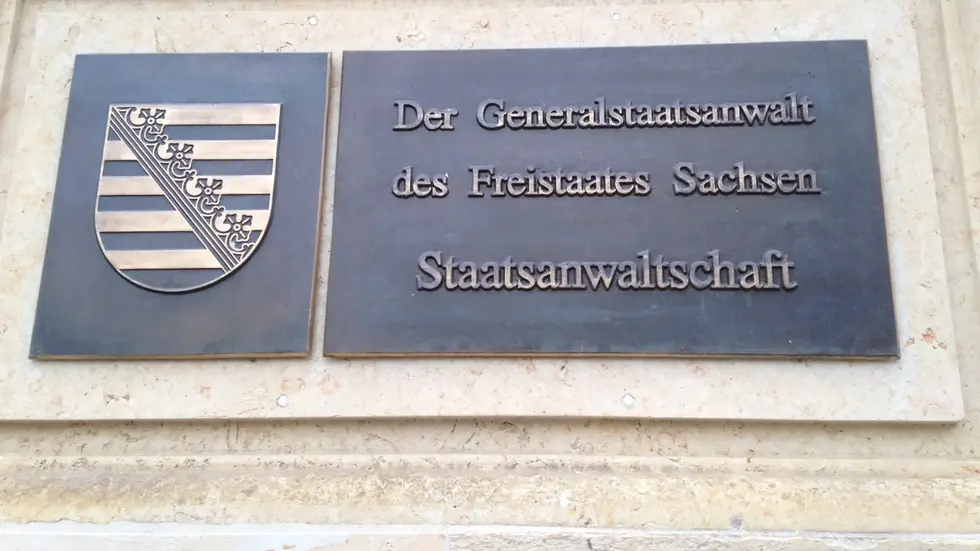 Der Generalstaatsanwalt
des Freistaates Sachsen
Staatsanwaltschaft